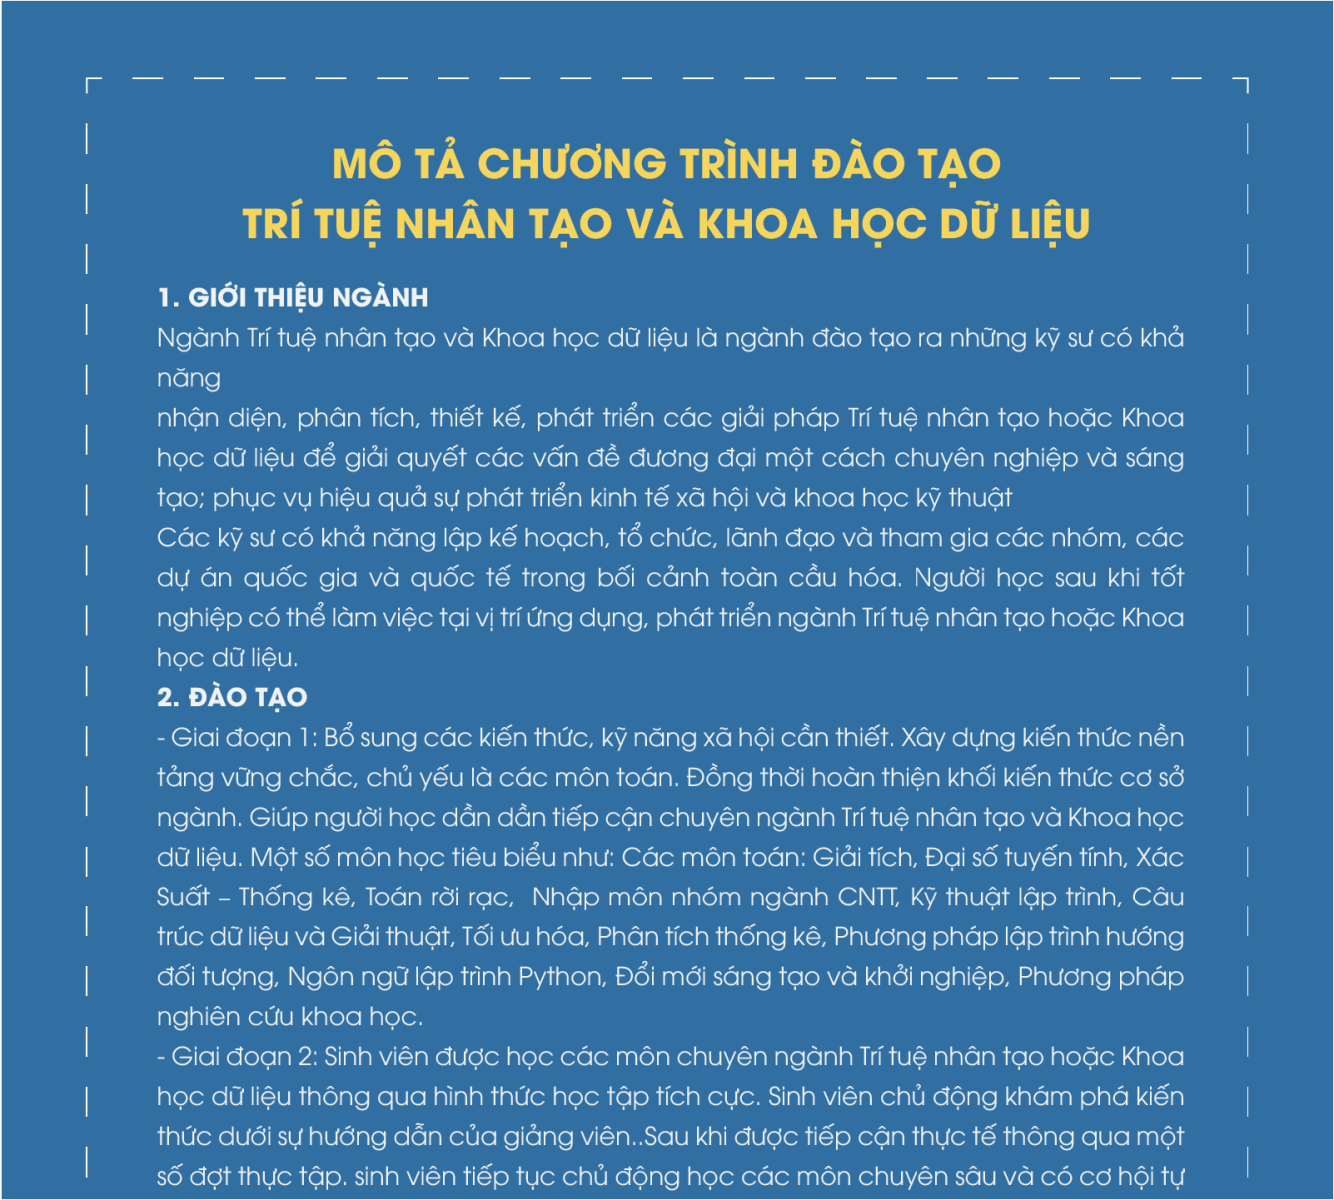 MÔ TẢ CHƯƠNG TRÌNH ĐÀO TẠO
TRÍ TUỆ NHÂN TẠO VÀ KHOA HỌC DỮ LIỆU
1. GIỚI THIỆU NGÀNH
Ngành Trí tuệ nhân tạo và Khoa học dữ liệu là ngành đào tạo ra những kỹ sư có khả
năng
nhận diện, phân tích, thiết kế, phát triển các giải pháp Trí tuệ nhân tạo hoặc Khoa
học dữ liệu để giải quyết các vấn đề đương đại một cách chuyên nghiệp và sáng
tạo; phục vụ hiệu quả sự phát triển kinh tế xã hội và khoa học kỹ thuật
Các kỹ sư có khả năng lập kế hoạch, tổ chức, lãnh đạo và tham gia các nhóm, các
dự án quốc gia và quốc tế trong bối cảnh toàn cầu hóa. Người học sau khi tốt
nghiệp có thể làm việc tại vị trí ứng dụng, phát triển ngành Trí tuệ nhân tạo hoặc Khoa
học dữ liệu.
2. ĐÀO TẠO
- Giai đoạn 1: Bổ sung các kiến thức, kỹ năng xã hội cần thiết. Xây dựng kiến thức nền
tảng vững chắc, chủ yếu là các môn toán. Đồng thời hoàn thiện khối kiến thức cơ sở
ngành. Giúp người học dần dần tiếp cận chuyên ngành Trí tuệ nhân tạo và Khoa học
dữ liệu. Một số môn học tiêu biểu như: Các môn toán: Giải tích, Đại số tuyến tính, Xác
Suất – Thống kê, Toán rời rạc,  Nhập môn nhóm ngành CNTT, Kỹ thuật lập trình, Câu
trúc dữ liệu và Giải thuật, Tối ưu hóa, Phân tích thống kê, Phương pháp lập trình hướng
đối tượng, Ngôn ngữ lập trình Python, Đổi mới sáng tạo và khởi nghiệp, Phương pháp
nghiên cứu khoa học.
- Giai đoạn 2: Sinh viên được học các môn chuyên ngành Trí tuệ nhân tạo hoặc Khoa
học dữ liệu thông qua hình thức học tập tích cực. Sinh viên chủ động khám phá kiến
thức dưới sự hướng dẫn của giảng viên..Sau khi được tiếp cận thực tế thông qua một
số đợt thực tập. sinh viên tiếp tục chủ động học các môn chuyên sâu và có cơ hội tự